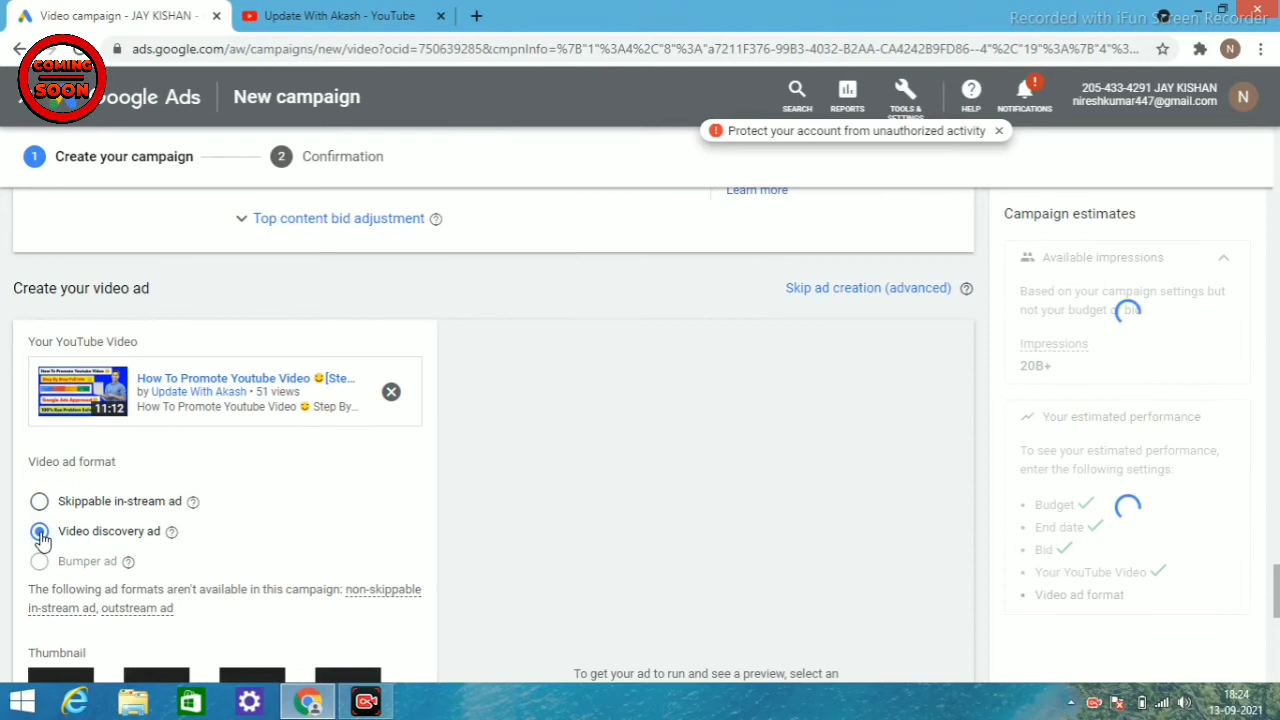 Video campaign - JAY KISHAN -
Update With Akash - YouTube
Recorded with iFun Screen Recorder
ads.google.com/aw/campaigns/new/video?ocid=750639285&cmpnInfo=%7B"1"%3A4%2C"8"%3A"a7211F376-99B3-4032-B2AA-CA4242B9FD86--4"%2C"19"%3A%7B"4"%3...
N
COMING
SOON
Google Ads
New campaign
SEARCH
REPORTS
TOOLS &
SETTINGS
HELP
NOTIFICATIONS
205-433-4291 JAY KISHAN
nireshkumar447@gmail.com
N
Protect your account from unauthorized activity
1 Create your campaign
2 Confirmation
Learn more
Top content bid adjustment
Create your video ad
Skip ad creation (advanced)
Your YouTube Video
How To Promote Youtube Video
11:12
How To Promote Youtube Video 😀[Ste...
by Update With Akash • 51 views
How To Promote Youtube Video 😀 Step By...
Video ad format
Skippable in-stream ad
Video discovery ad
Bumper ad
The following ad formats aren't available in this campaign: non-skippable
in-stream ad, outstream ad
Thumbnail
To get your ad to run and see a preview, select an
Campaign estimates
Available impressions
Based on your campaign settings but
not your budget or bid
Impressions
20B+
Your estimated performance
To see your estimated performance,
enter the following settings:
• Budget
• End date
• Bid
• Your YouTube Video
• Video ad format
18:24
13-09-2021